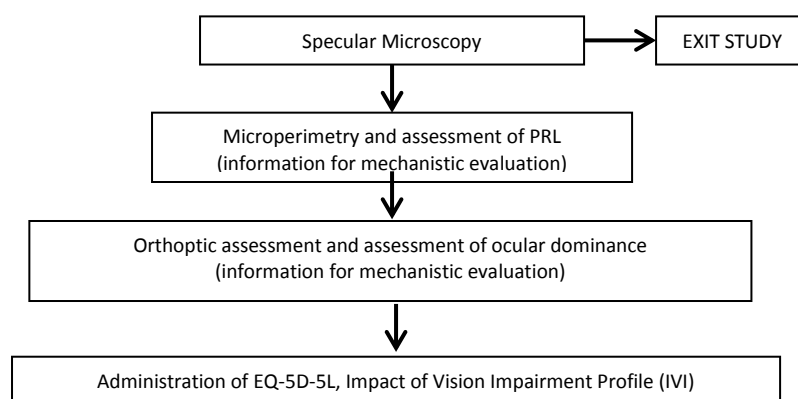 Specular Microscopy
EXIT STUDY
Microperimetry and assessment of PRL
(information for mechanistic evaluation)
Orthoptic assessment and assessment of ocular dominance
(information for mechanistic evaluation)
Administration of EQ-5D-5L, Impact of Vision Impairment Profile (IVI)